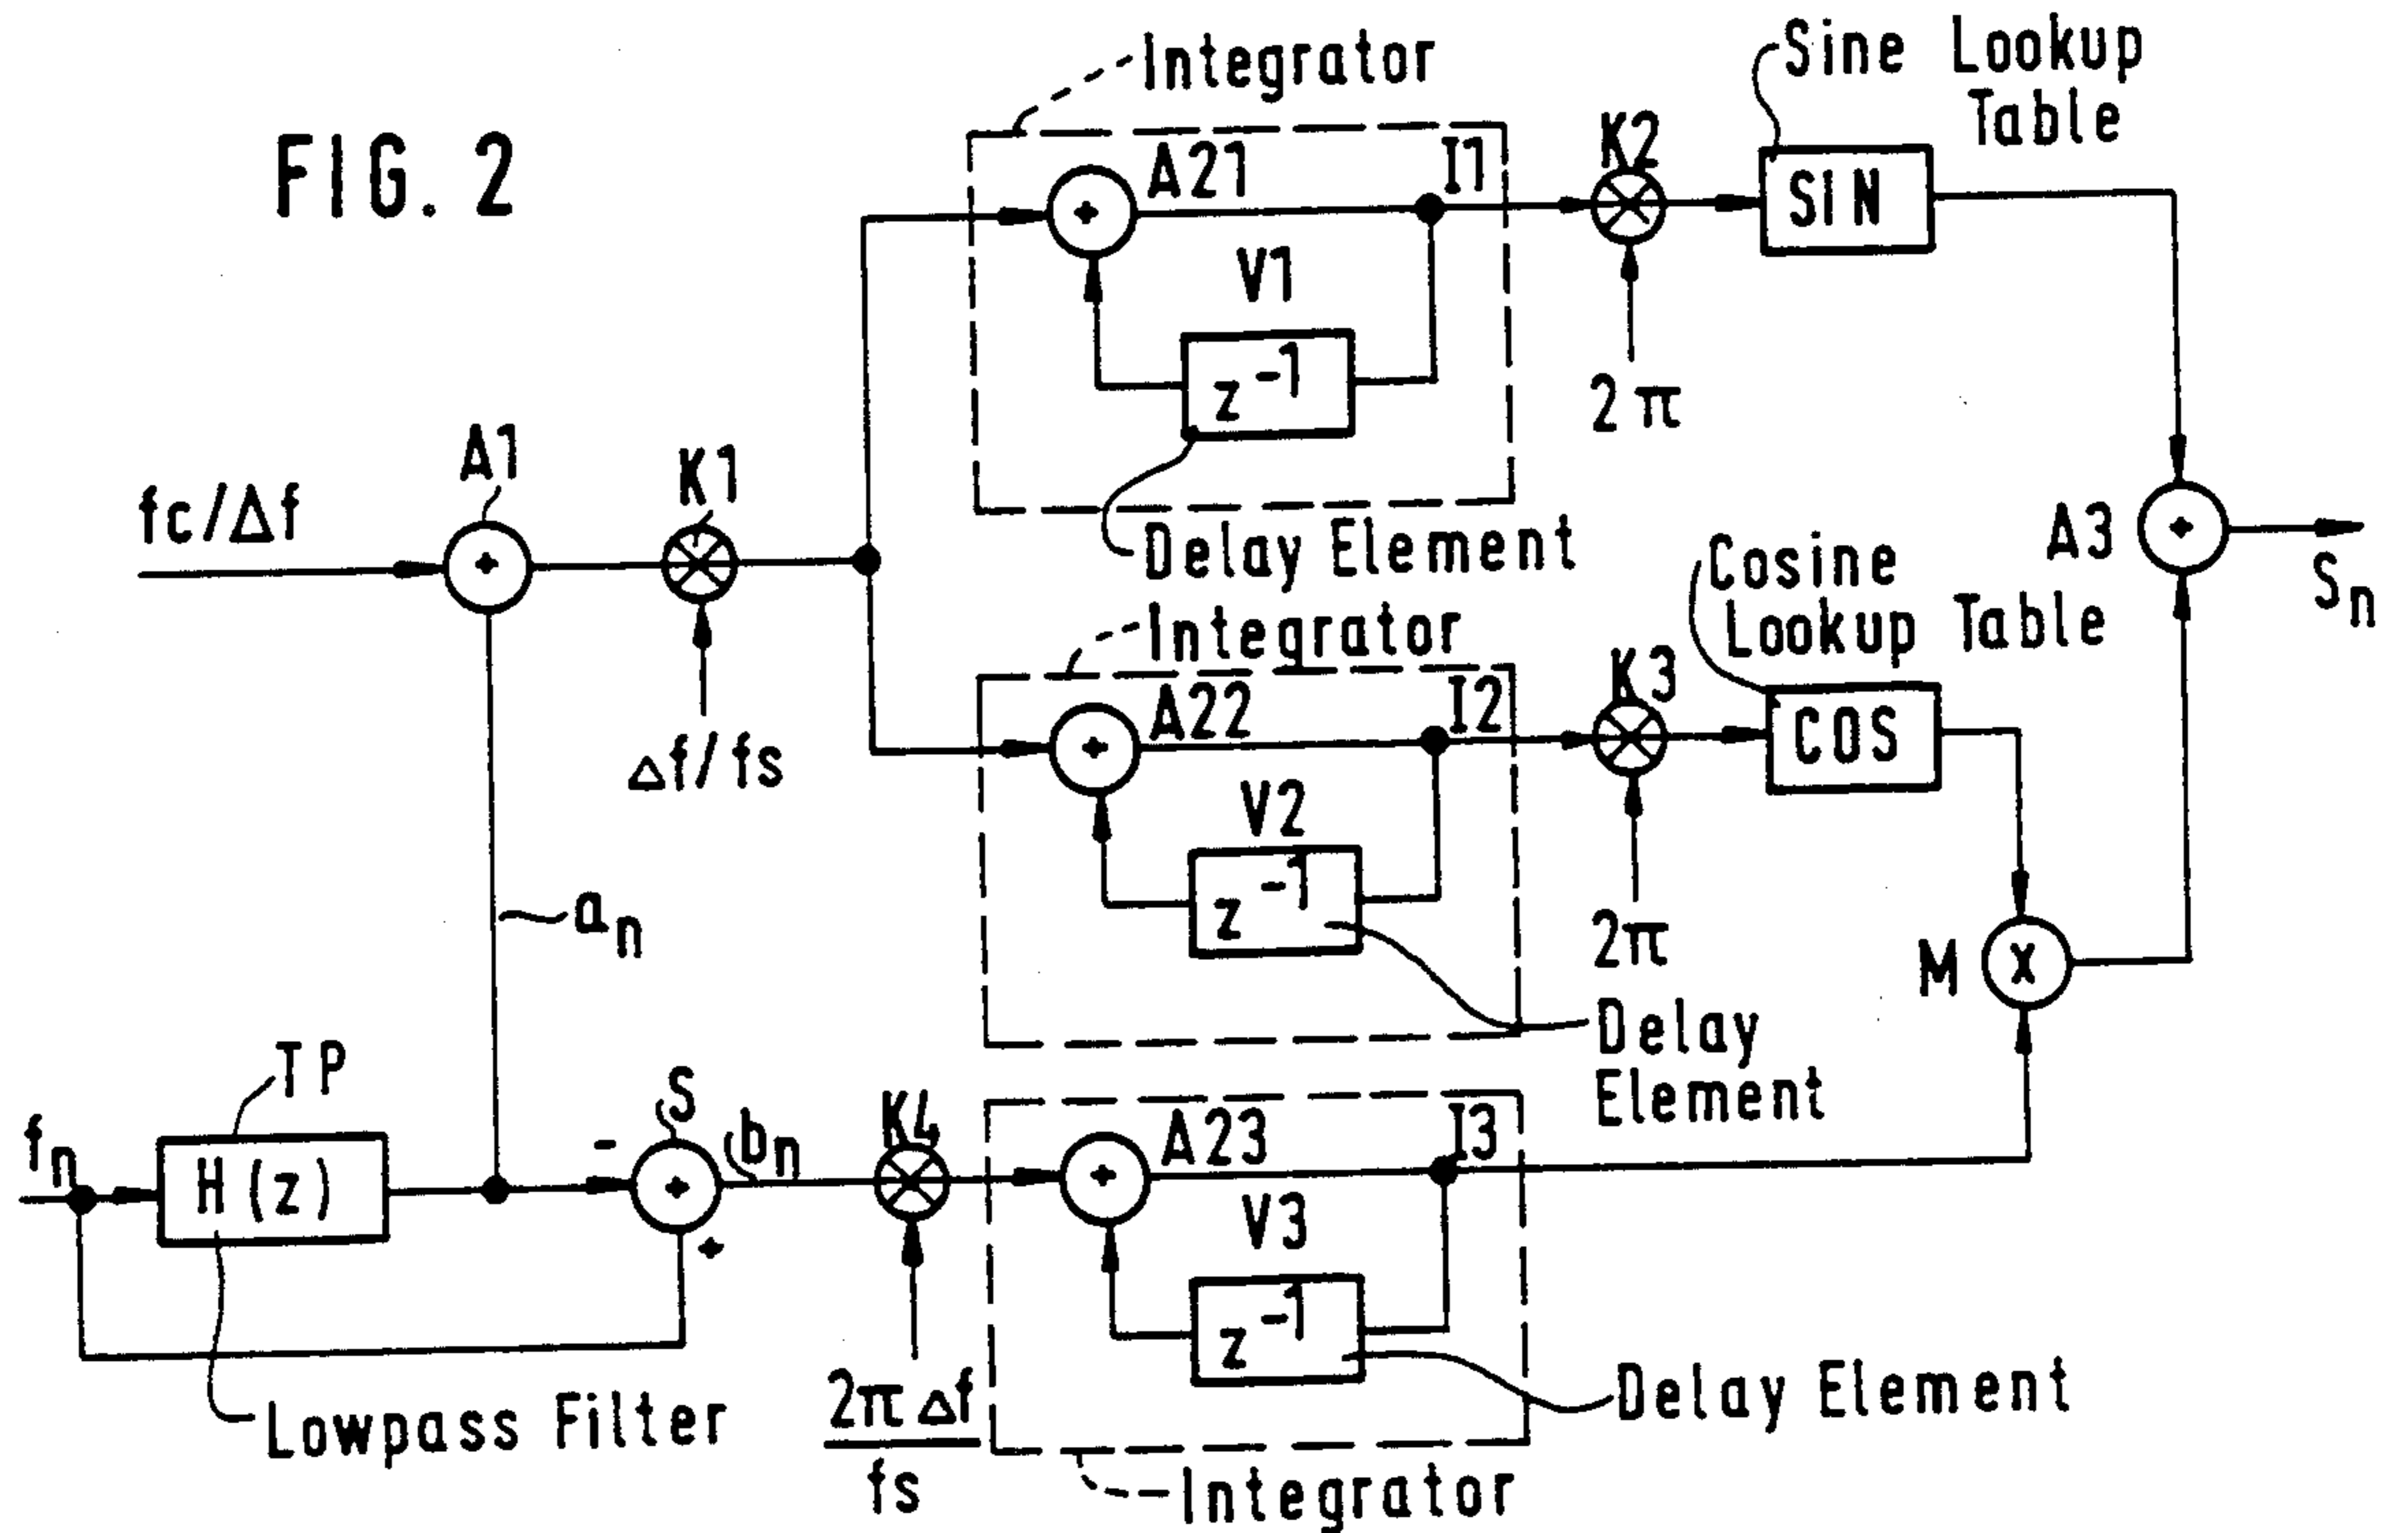 FIG. 2
Integrator
Sine Lookup
Table
A21
I1
K2
SIN
V1
z⁻¹
2π
A1
K1
fc/Δf
+
Δf/fs
Delay Element
A3
Sₙ
Integrator
Cosine
Lookup Table
A22
I2
K3
COS
V2
z⁻¹
2π
aₙ
M
X
Delay
Element
TP
fₙ
H(z)
-
S
+
bₙ
K4
A23
I3
V3
z⁻¹
2πΔf
fs
Delay Element
Lowpass Filter
Integrator